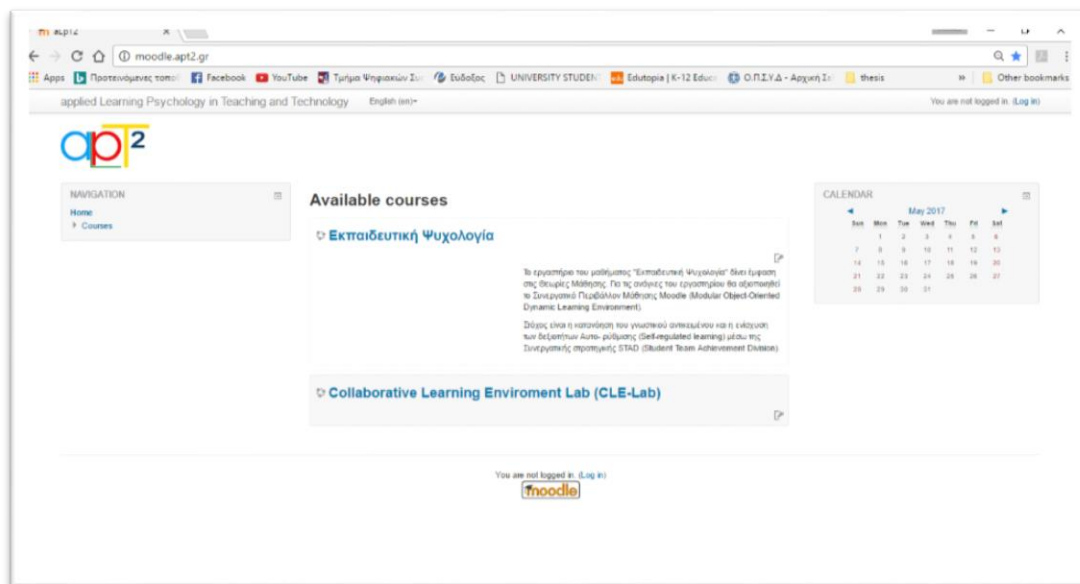 apt2
moodle.apt2.gr
Apps Προτεινόμενες τοποθ Facebook YouTube Τμήμα Ψηφιακών Συσ Εύδοξος UNIVERSITY STUDENT Edutopia | K-12 Educa Ο.Π.Σ.Υ.Δ - Αρχική Σελ thesis » Other bookmarks
applied Learning Psychology in Teaching and Technology English (en) You are not logged in. (Log in)
apT2
NAVIGATION
Home
Courses
Available courses
Εκπαιδευτική Ψυχολογία
Το εργαστήριο του μαθήματος "Εκπαιδευτική Ψυχολογία" δίνει έμφαση
στις Θεωρίες Μάθησης. Για τις ανάγκες του εργαστηρίου θα αξιοποιηθεί
το Συνεργατικό Περιβάλλον Μάθησης Moodle (Modular Object-Oriented
Dynamic Learning Environment)
Στόχος είναι η κατανόηση του γνωστικού αντικειμένου και η ενίσχυση
των δεξιοτήτων Αυτο- ρύθμισης (Self-regulated learning) μέσω της
Συνεργατικής στρατηγικής STAD (Student Team Achievement Division)
Collaborative Learning Enviroment Lab (CLE-Lab)
CALENDAR
◄ May 2017 ►
Sun Mon Tue Wed Thu Fri Sat
1 2 3 4 5 6
7 8 9 10 11 12 13
14 15 16 17 18 19 20
21 22 23 24 25 26 27
28 29 30 31
You are not logged in. (Log in)
moodle